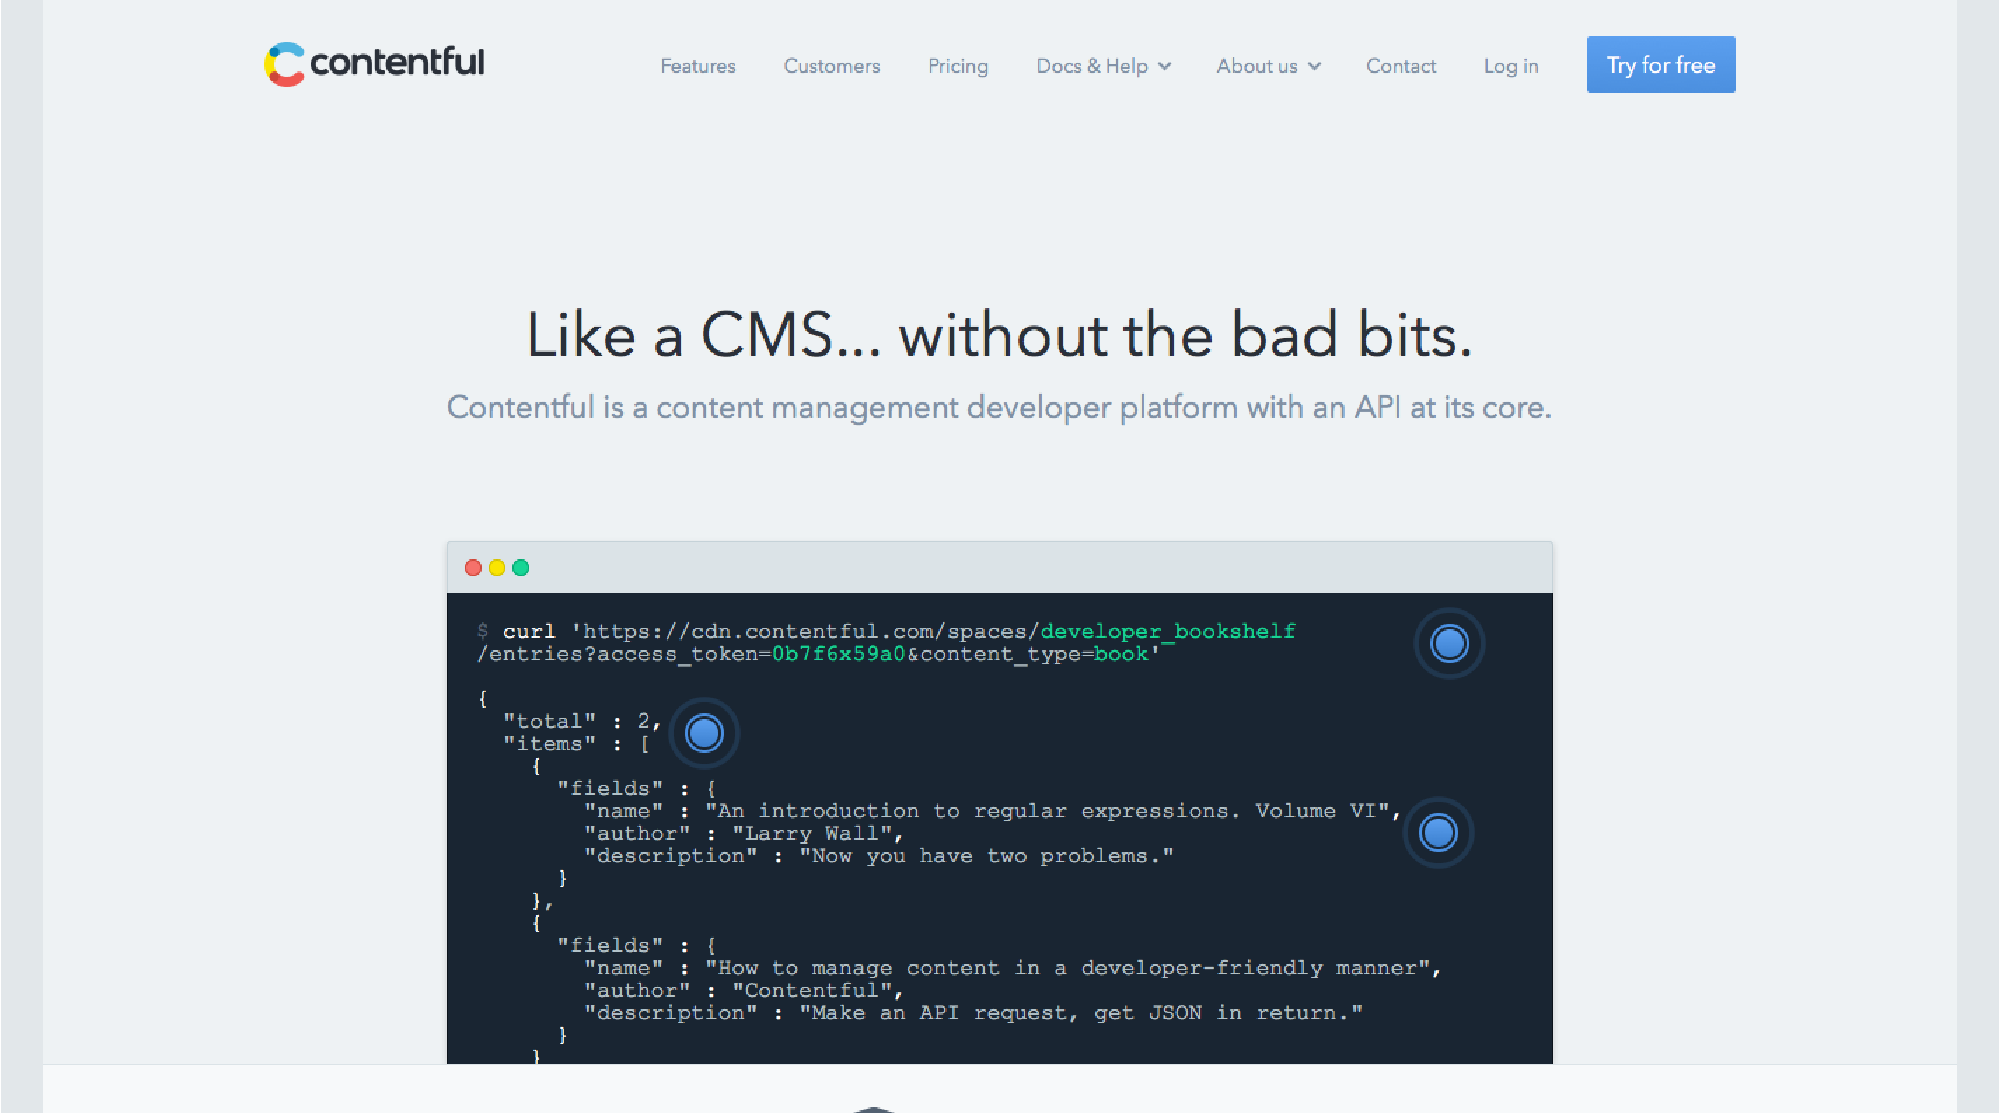 contentful
Features Customers Pricing Docs & Help About us Contact Log in Try for free
Like a CMS... without the bad bits.
Contentful is a content management developer platform with an API at its core.
$ curl 'https://cdn.contentful.com/spaces/developer_bookshelf
/entries?access_token=0b7f6x59a0&content_type=book'
{
"total" : 2,
"items" : [
{
"fields" : {
"name" : "An introduction to regular expressions. Volume VI",
"author" : "Larry Wall",
"description" : "Now you have two problems."
}
},
{
"fields" : {
"name" : "How to manage content in a developer-friendly manner",
"author" : "Contentful",
"description" : "Make an API request, get JSON in return."
}
}